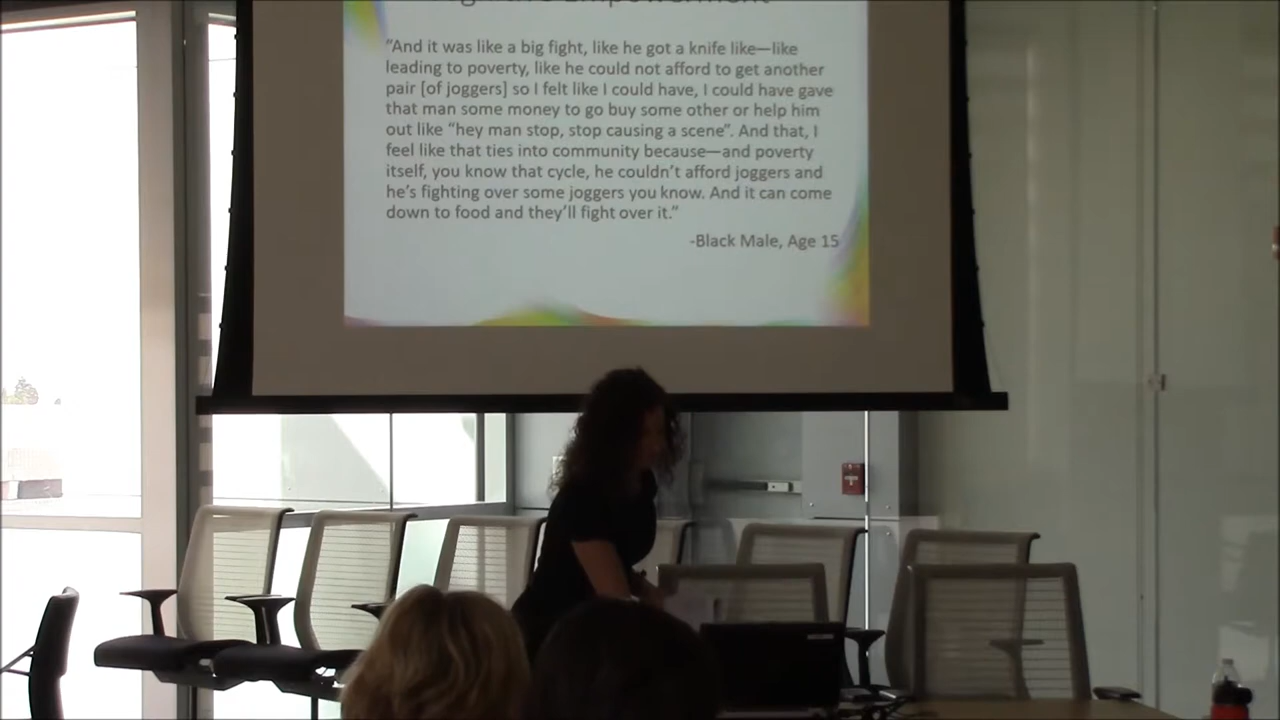 Empowerment
"And it was like a big fight, like he got a knife like—like
leading to poverty, like he could not afford to get another
pair [of joggers] so I felt like I could have, I could have gave
that man some money to go buy some other or help him
out like "hey man stop, stop causing a scene". And that, I
feel like that ties into community because—and poverty
itself, you know that cycle, he couldn't afford joggers and
he's fighting over some joggers you know. And it can come
down to food and they'll fight over it."
-Black Male, Age 15